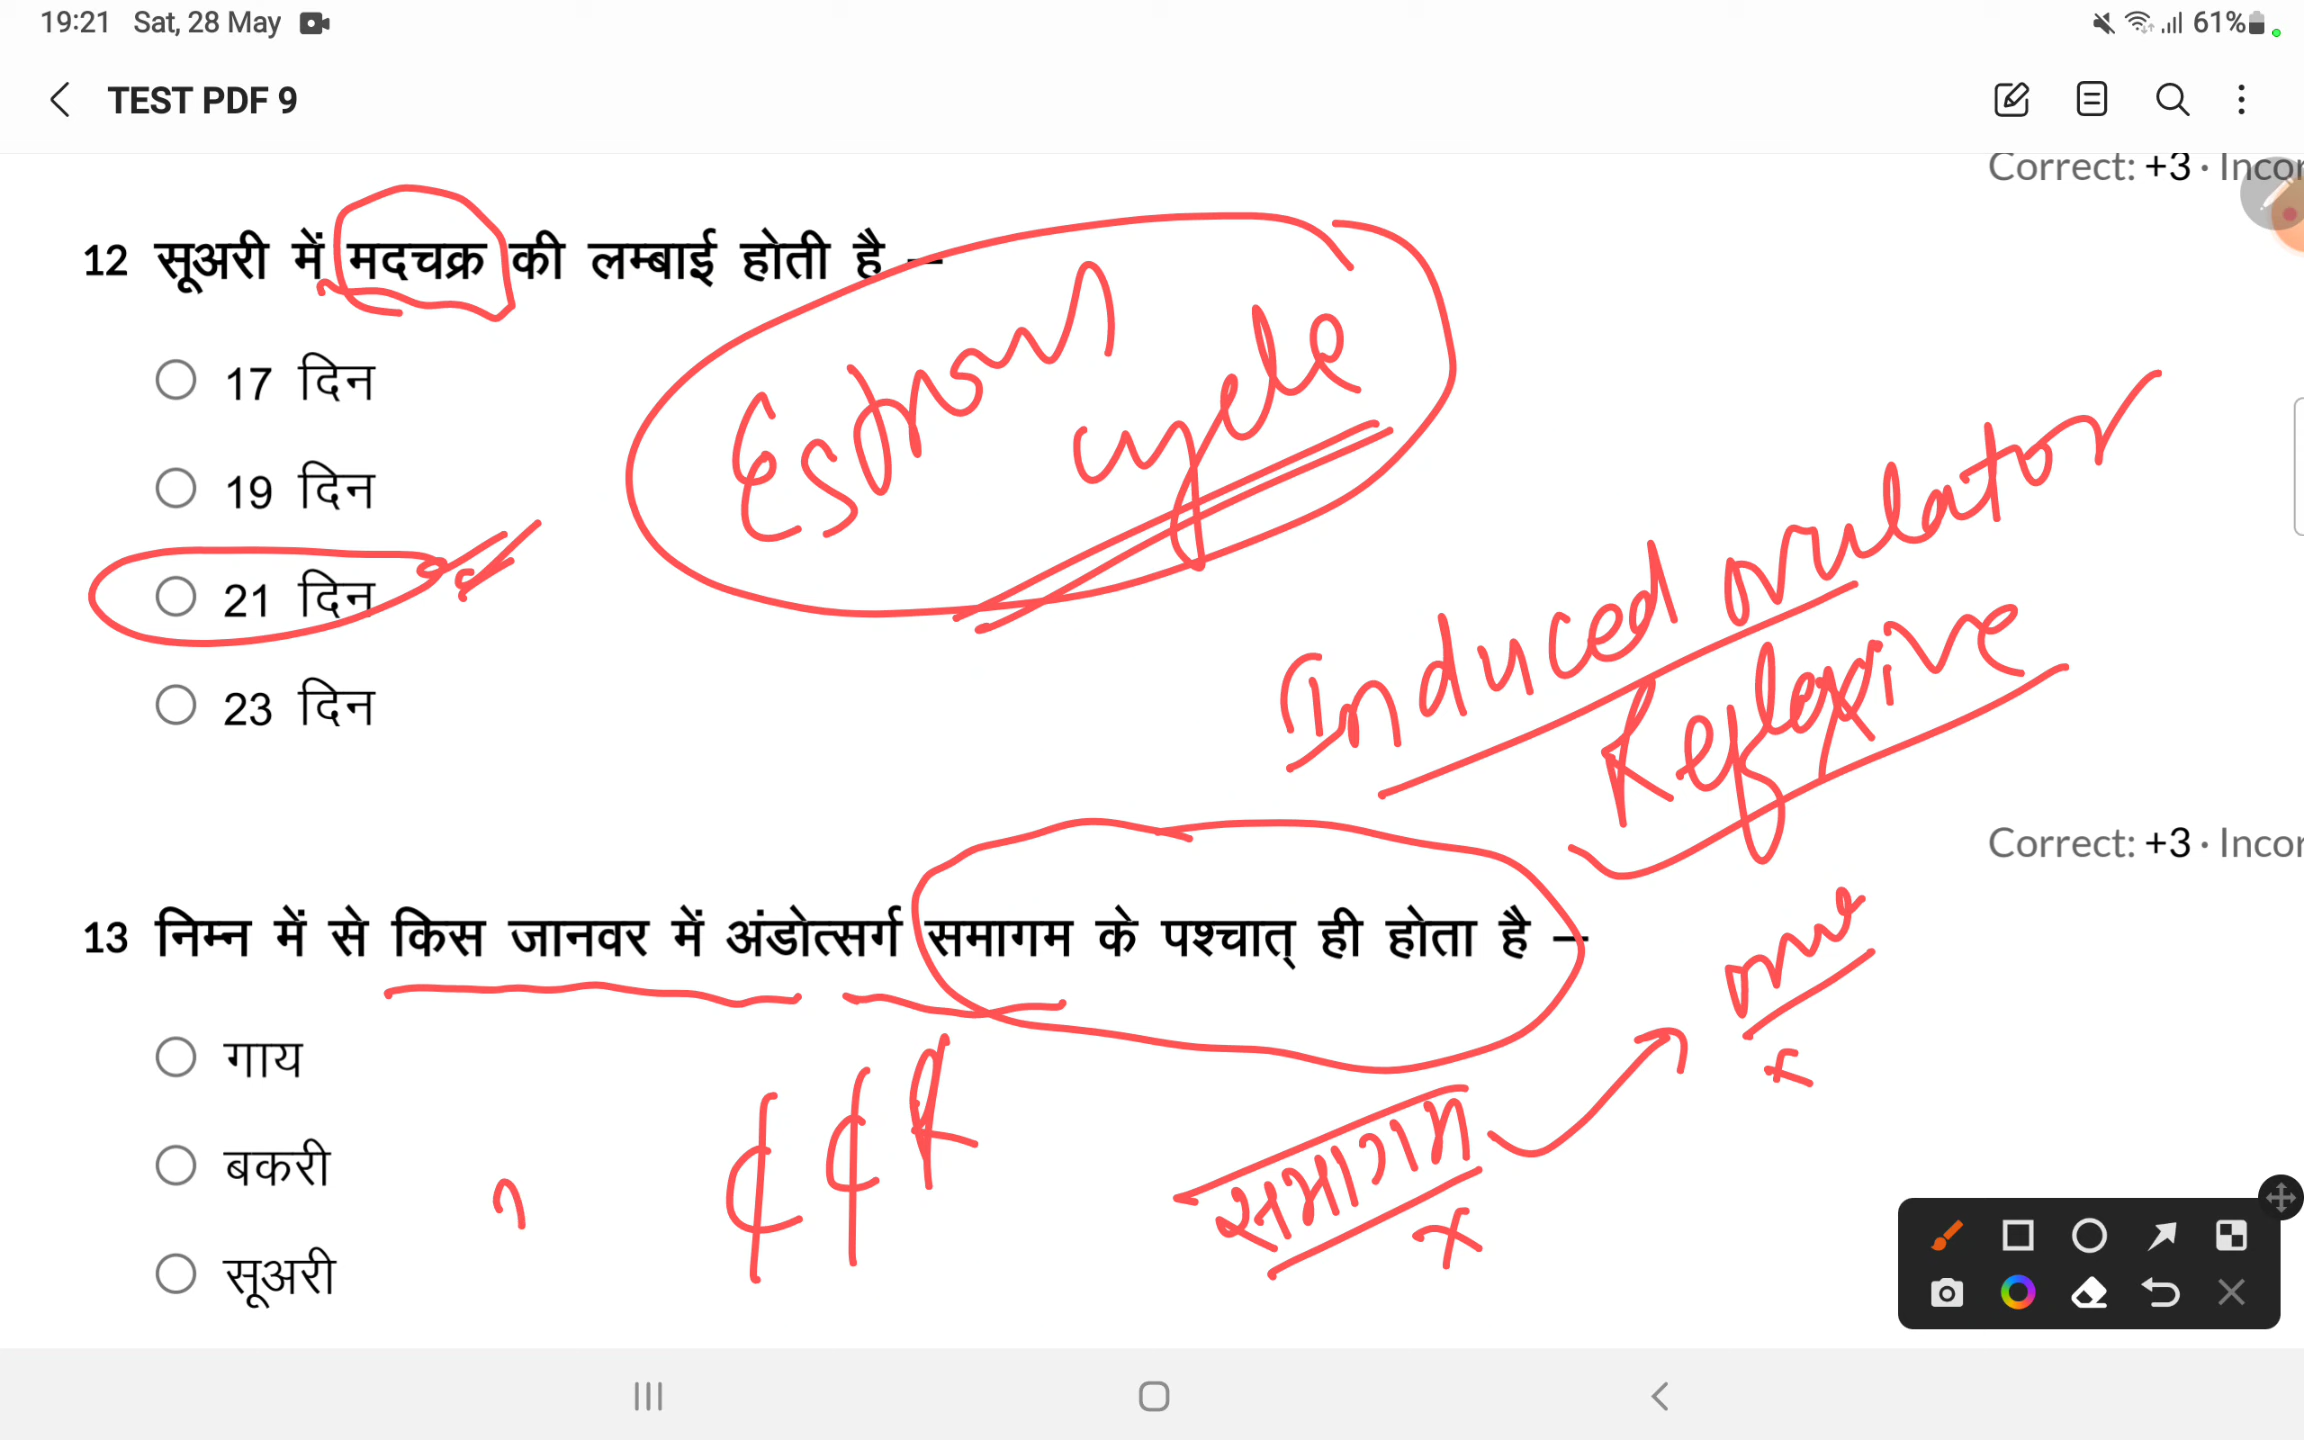 19:21 Sat, 28 May 61%
TEST PDF 9
Correct: +3 · Incor
12 सूअरी में मदचक्र की लम्बाई होती है –
17 दिन
19 दिन
21 दिन
23 दिन
Estrous
cycle
Induced ovulator
Reflexive
Correct: +3 · Incor
13 निम्न में से किस जानवर में अंडोत्सर्ग समागम के पश्चात् ही होता है –
गाय
बकरी
सूअरी
समागम